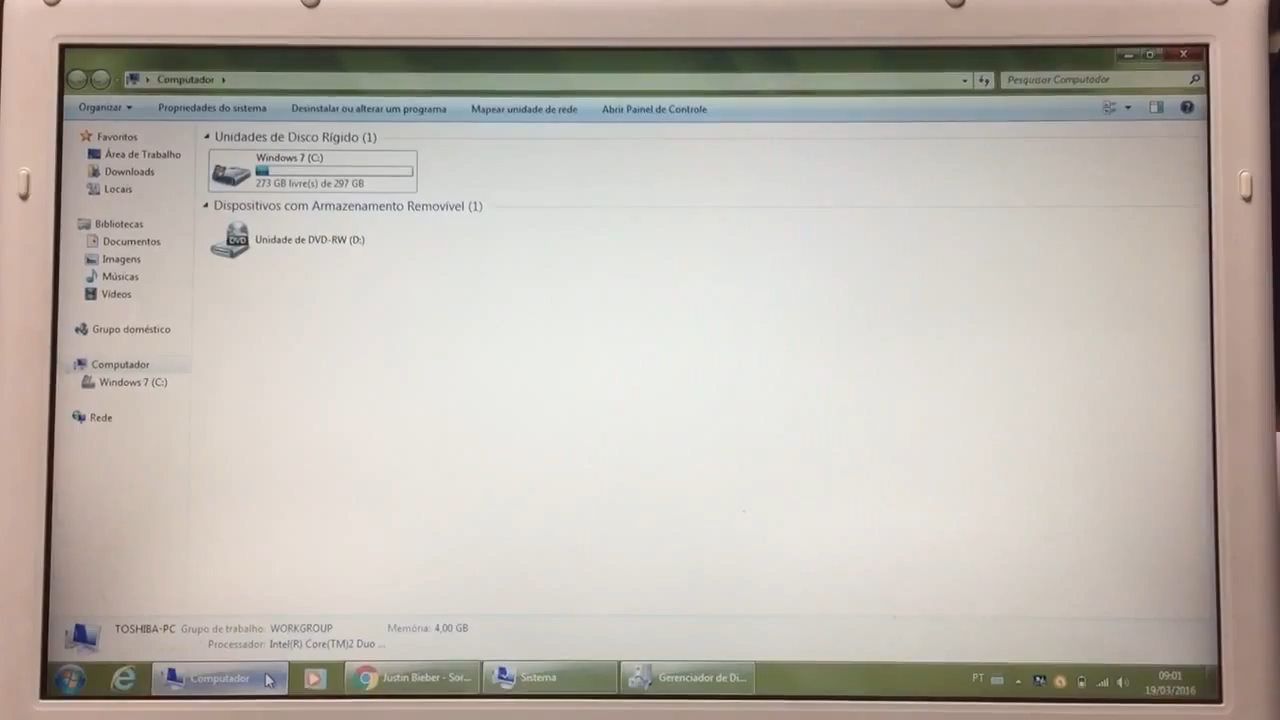 Computador
Pesquisar Computador
Organizar
Propriedades do sistema
Desinstalar ou alterar um programa
Mapear unidade de rede
Abrir Painel de Controle
Favoritos
Área de Trabalho
Downloads
Locais
Bibliotecas
Documentos
Imagens
Músicas
Vídeos
Grupo doméstico
Computador
Windows 7 (C:)
Rede
Unidades de Disco Rígido (1)
Windows 7 (C:)
273 GB livre(s) de 297 GB
Dispositivos com Armazenamento Removível (1)
DVD
Unidade de DVD-RW (D:)
TOSHIBA-PC Grupo de trabalho: WORKGROUP Memória: 4,00 GB
Processador: Intel(R) Core(TM)2 Duo ...
Computador
Justin Bieber - Sor...
Sistema
Gerenciador de Di...
PT
09:01
19/03/2016